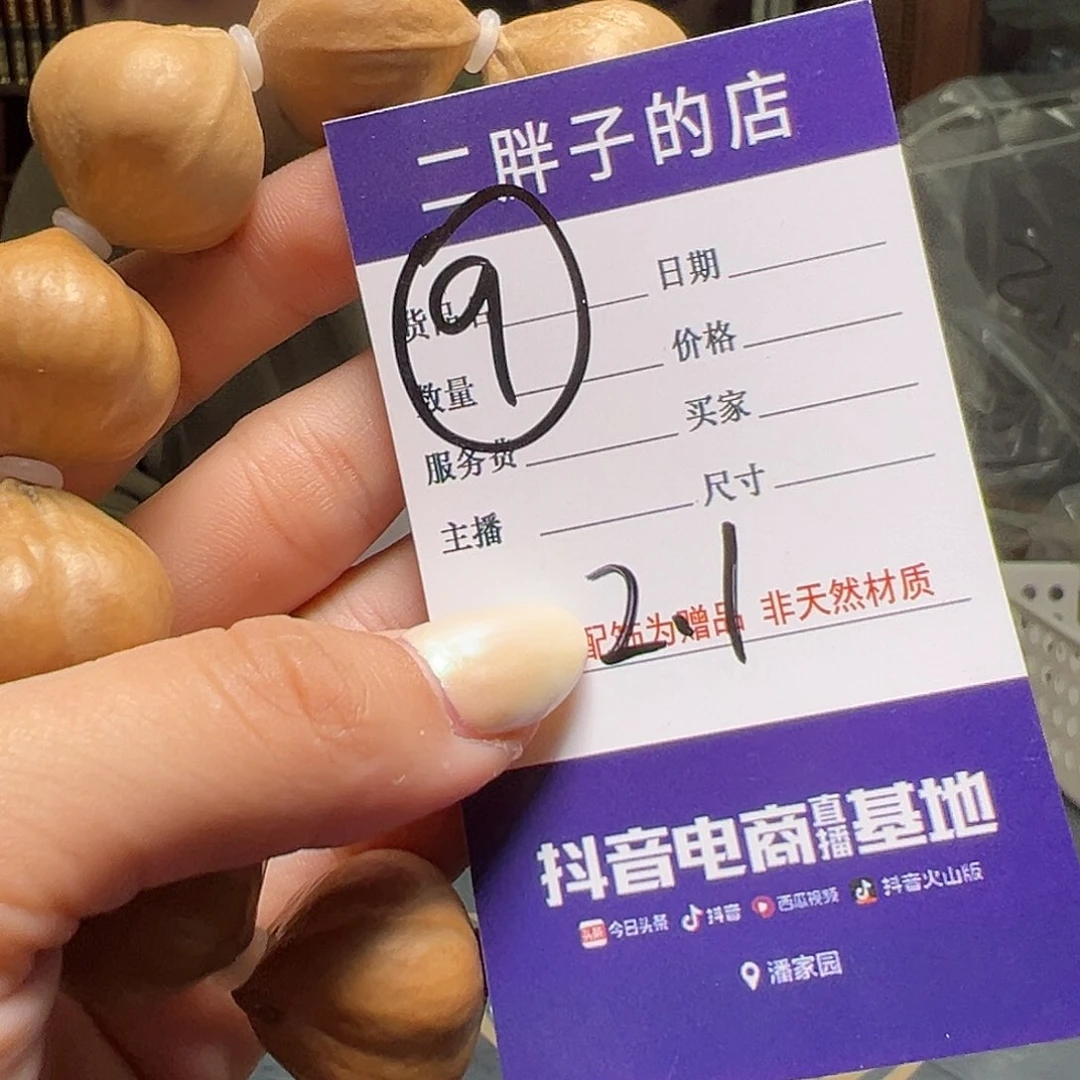 二胖子的店
9
货品名 日期
数量 价格
服务费 买家
主播 尺寸
2.1
配饰为赠品 非天然材质
抖音电商直播基地
今日头条 抖音 西瓜视频 抖音火山版
潘家园